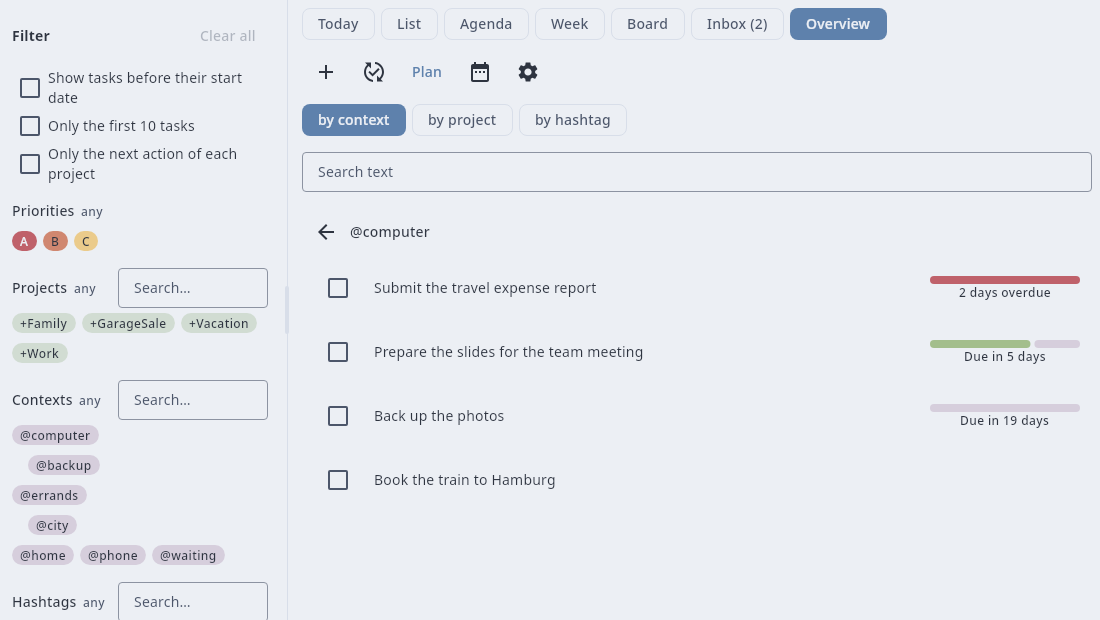 Filter
Clear all
Show tasks before their start
date
Only the first 10 tasks
Only the next action of each
project
Priorities any
A B C
Projects any
Search...
+Family +GarageSale +Vacation
+Work
Contexts any
Search...
@computer
@backup
@errands
@city
@home @phone @waiting
Hashtags any
Search...
Today List Agenda Week Board Inbox (2) Overview
Plan
by context by project by hashtag
Search text
@computer
Submit the travel expense report
2 days overdue
Prepare the slides for the team meeting
Due in 5 days
Back up the photos
Due in 19 days
Book the train to Hamburg